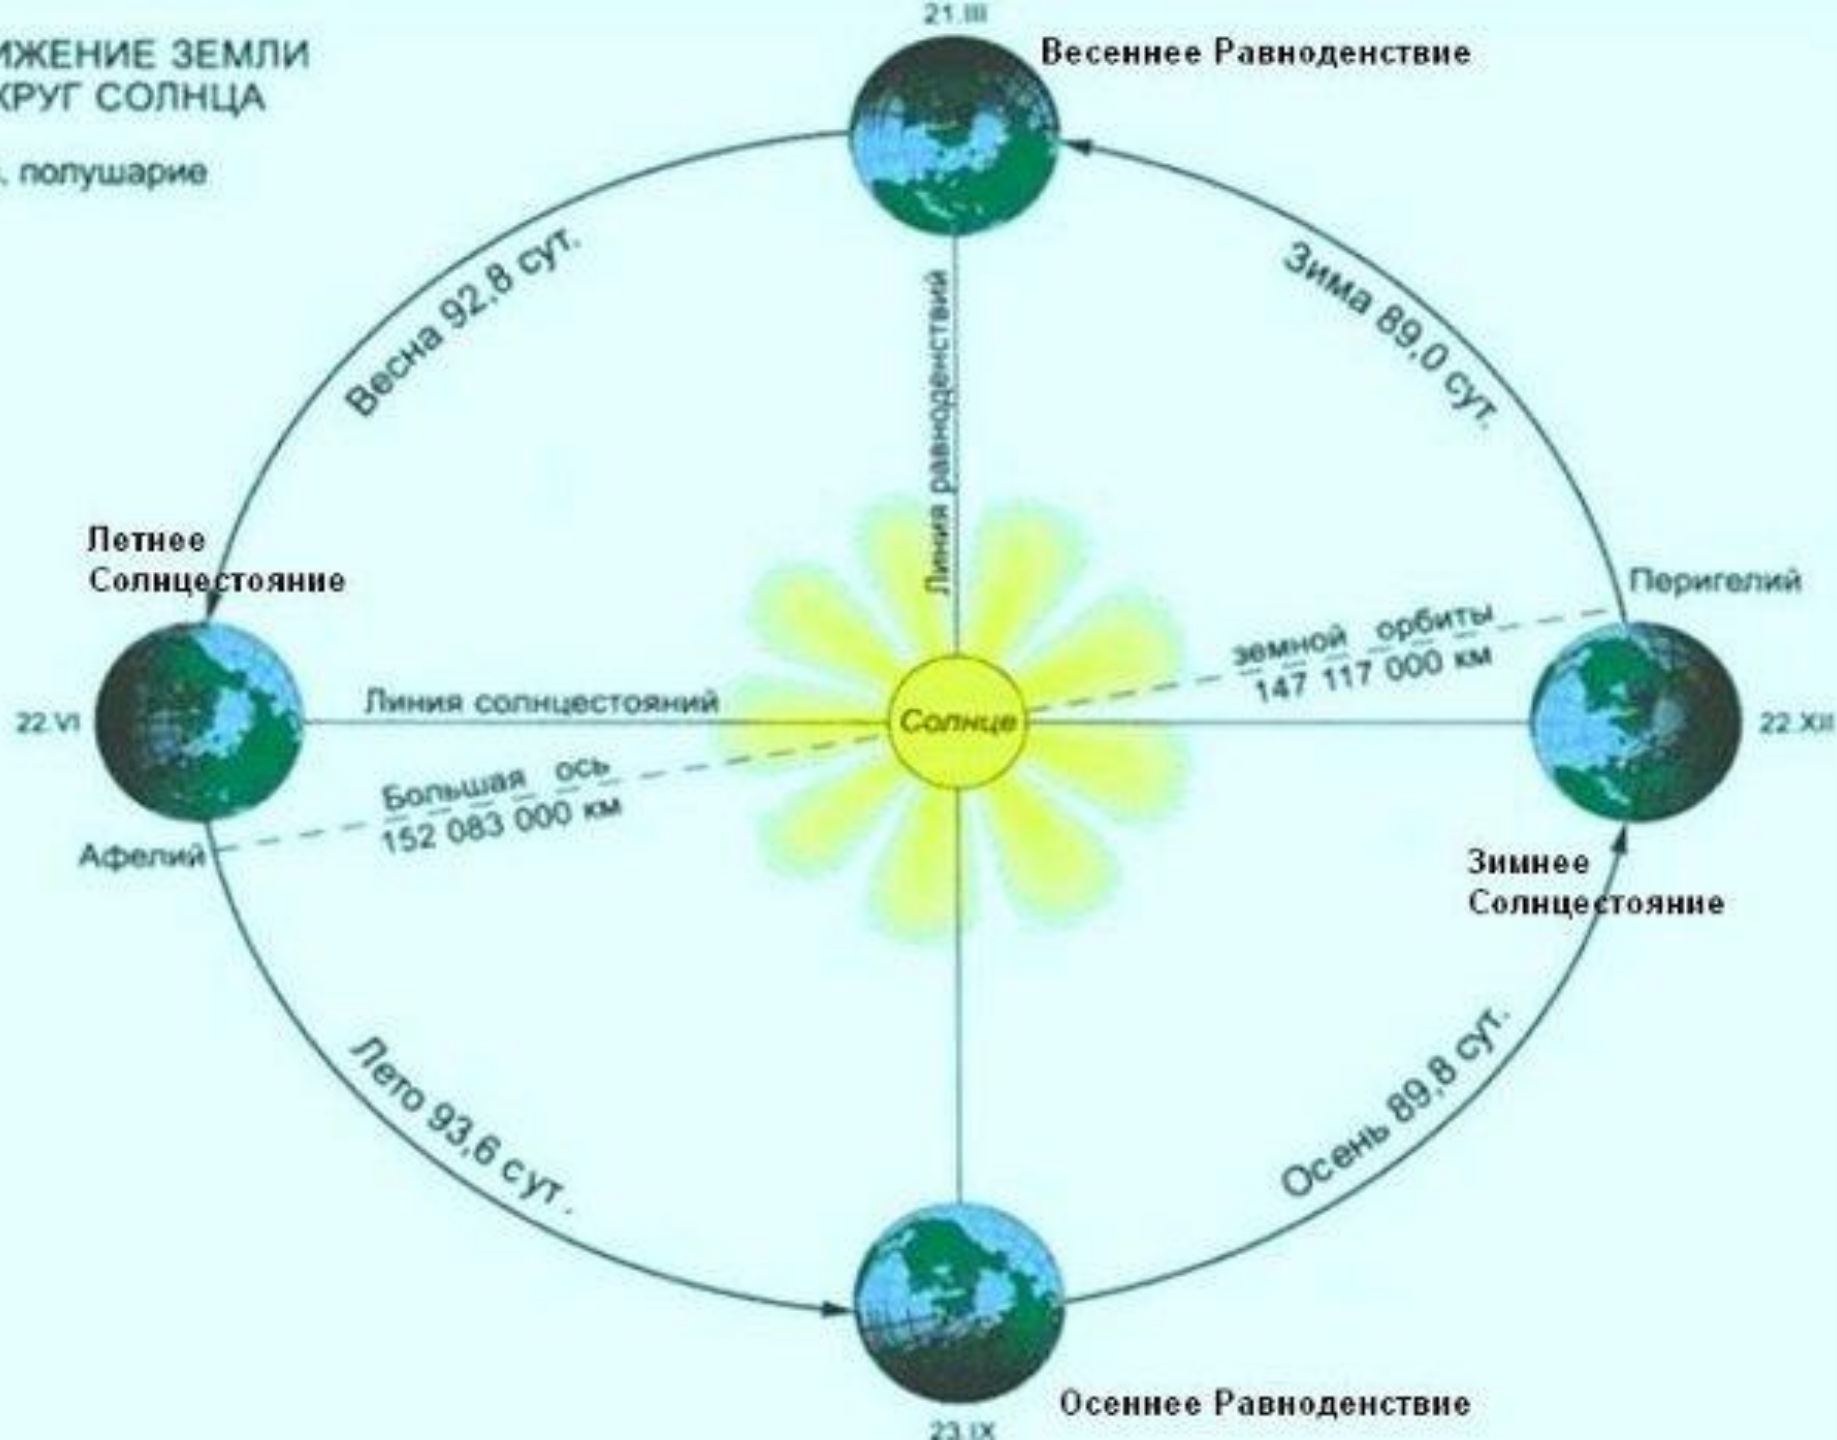 21.III
ИЖЕНИЕ ЗЕМЛИ
КРУГ СОЛНЦА
. полушарие
Весеннее Равноденствие
Весна 92,8 сут.
Зима 89,0 сут.
Линия равноденствий
Летнее
Солнцестояние
Перигелий
земной орбиты
147 117 000 км
22.VI
Линия солнцестояний
Солнце
22.XII
Большая ось
152 083 000 км
Афелий
Зимнее
Солнцестояние
Лето 93,6 сут.
Осень 89,8 сут.
Осеннее Равноденствие
23.IX